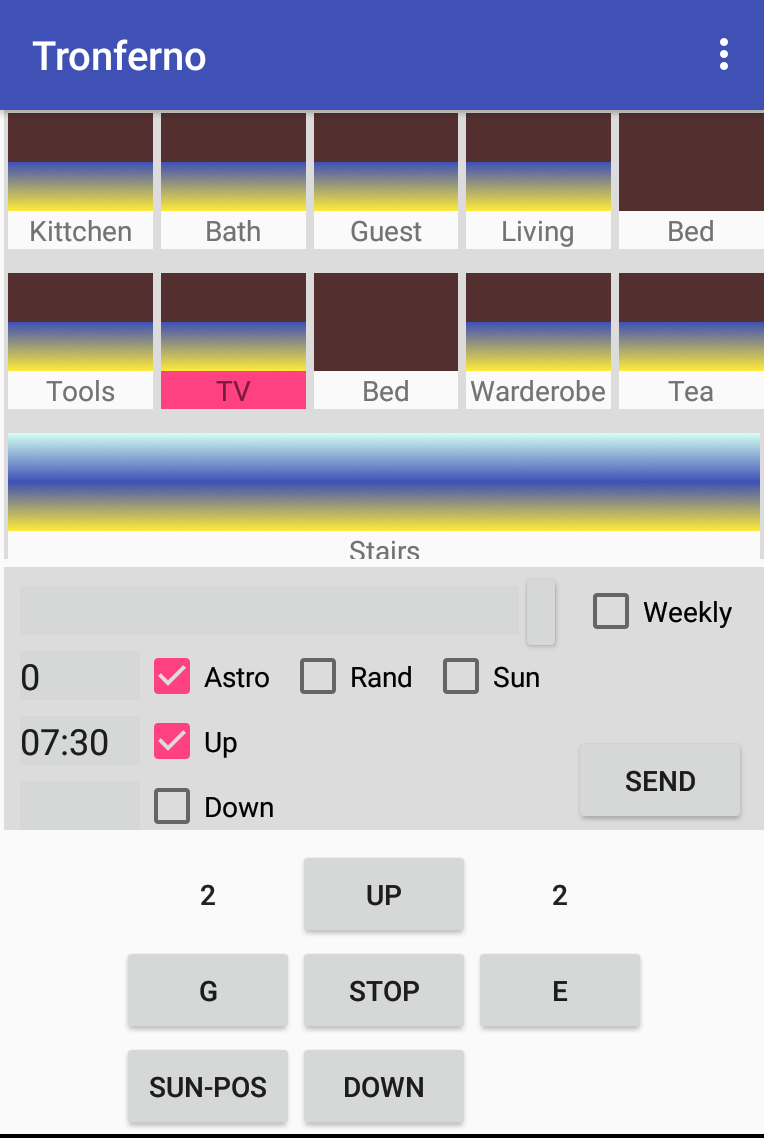 Tronferno
Kittchen Bath Guest Living Bed
Tools TV Bed Warderobe Tea
Stairs
Weekly
0 Astro Rand Sun
07:30 Up
SEND
Down
2 UP 2
G STOP E
SUN-POS DOWN